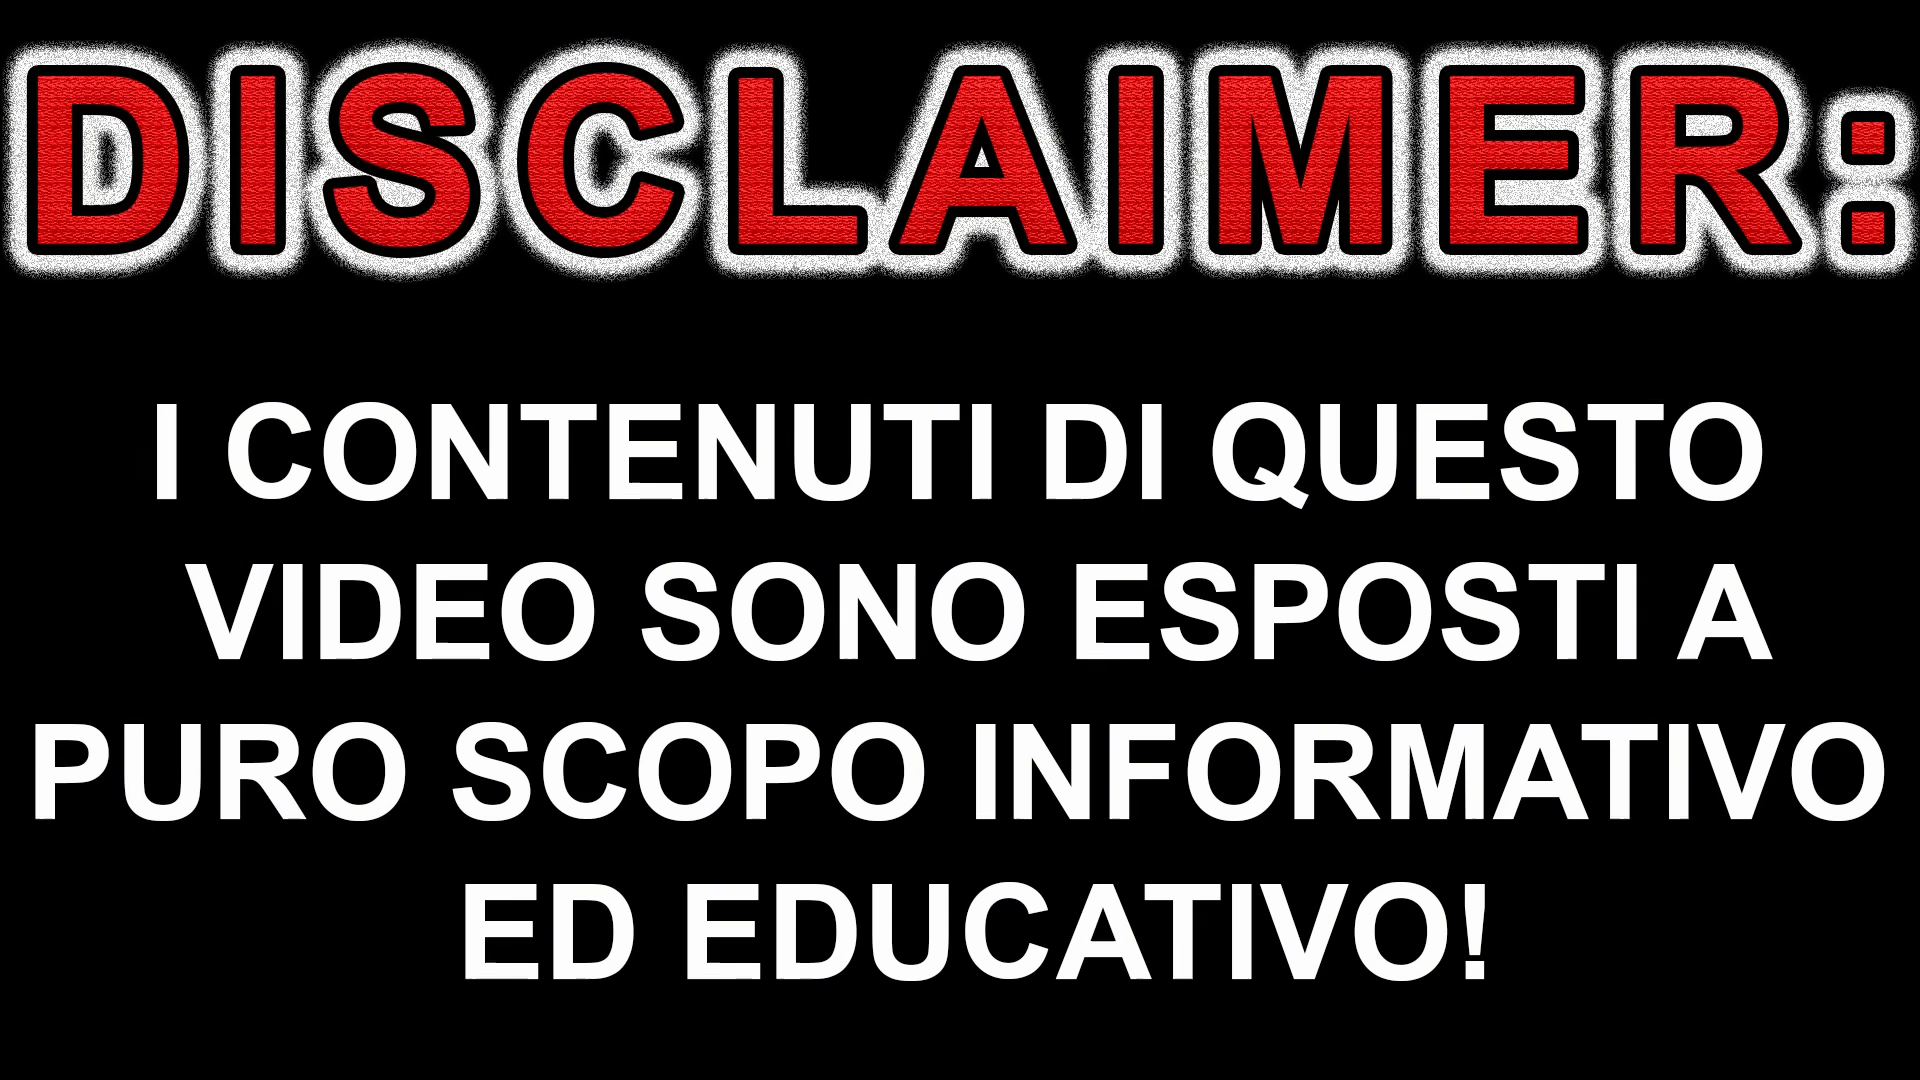 DISCLAIMER:
I CONTENUTI DI QUESTO
VIDEO SONO ESPOSTI A
PURO SCOPO INFORMATIVO
ED EDUCATIVO!